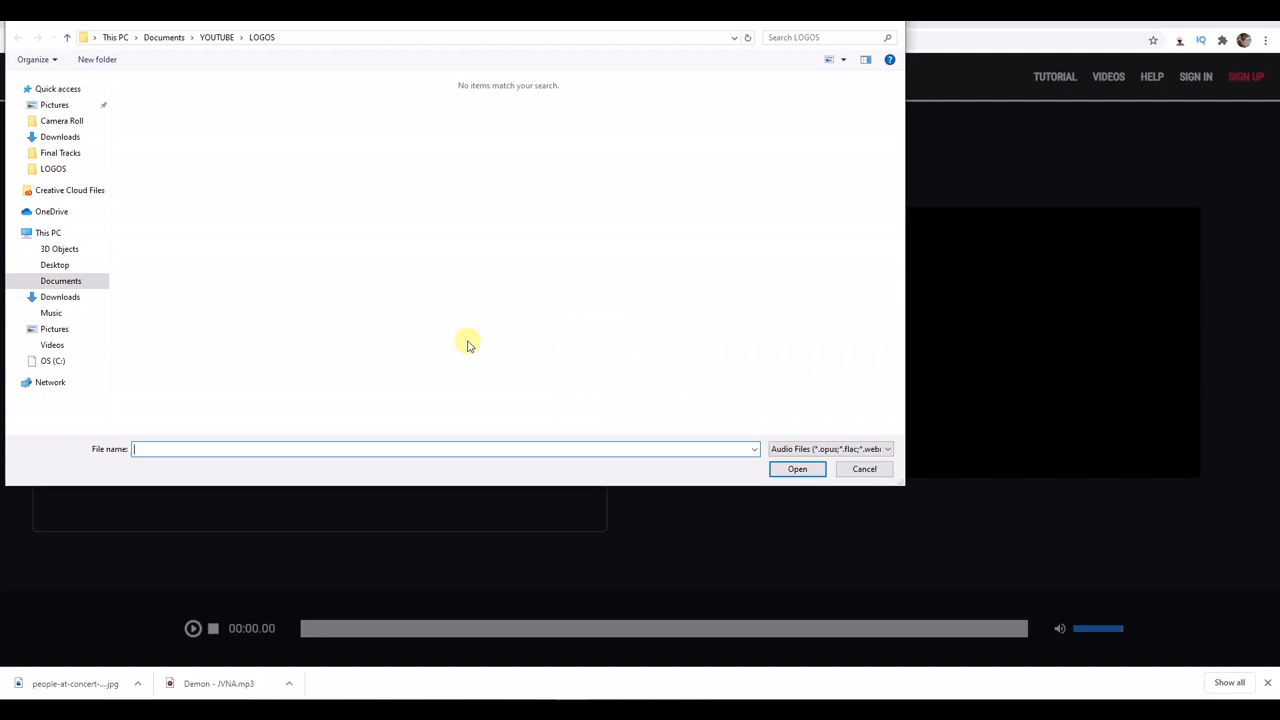 This PC > Documents > YOUTUBE > LOGOS
Search LOGOS
Organize
New folder
No items match your search.
Quick access
Pictures
Camera Roll
Downloads
Final Tracks
LOGOS
Creative Cloud Files
OneDrive
This PC
3D Objects
Desktop
Documents
Downloads
Music
Pictures
Videos
OS (C:)
Network
File name:
Audio Files (*.opus;*.flac;*.web
Open
Cancel
IQ
TUTORIAL
VIDEOS
HELP
SIGN IN
SIGN UP
00:00.00
people-at-concert-....jpg
Demon - JVNA.mp3
Show all